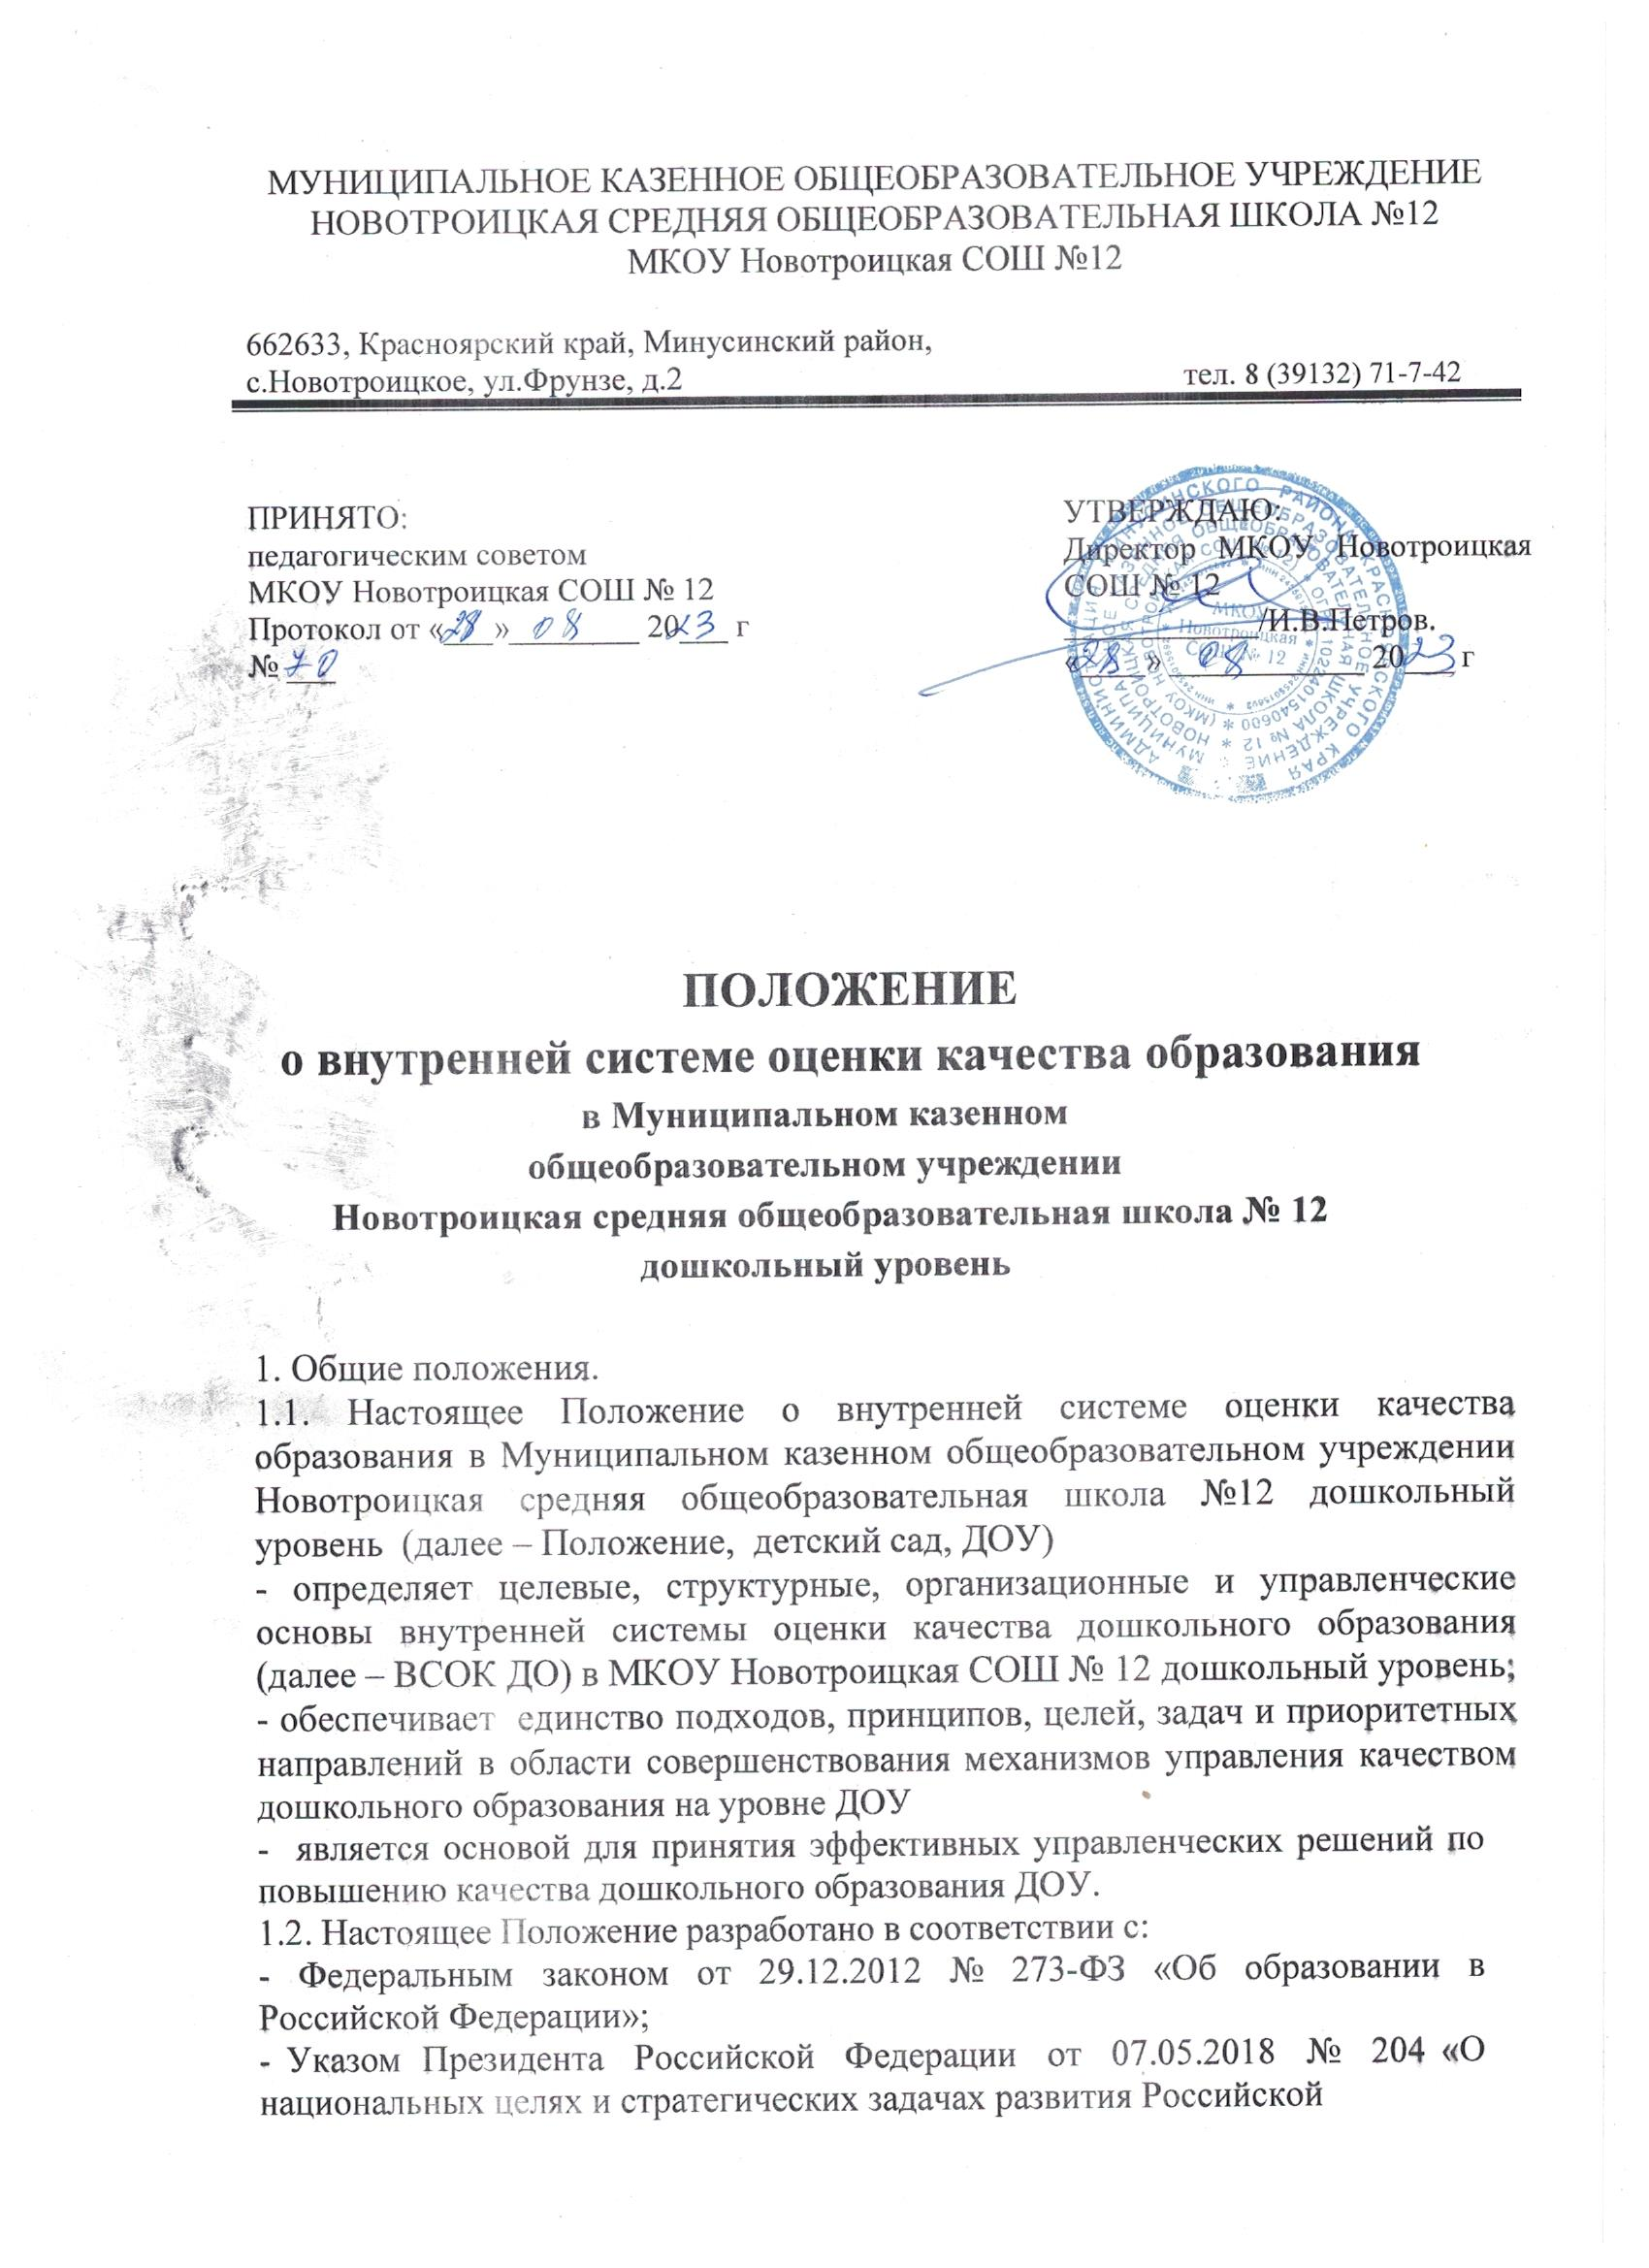 МУНИЦИПАЛЬНОЕ КАЗЕННОЕ ОБЩЕОБРАЗОВАТЕЛЬНОЕ УЧРЕЖДЕНИЕ
НОВОТРОИЦКАЯ СРЕДНЯЯ ОБЩЕОБРАЗОВАТЕЛЬНАЯ ШКОЛА №12
МКОУ Новотроицкая СОШ №12
662633, Красноярский край, Минусинский район,
с.Новотроицкое, ул.Фрунзе, д.2 тел. 8 (39132) 71-7-42
ПРИНЯТО:
педагогическим советом
МКОУ Новотроицкая СОШ № 12
Протокол от «28» 08 2023 г
№
УТВЕРЖДАЮ:
Директор МКОУ Новотроицкая
СОШ № 12
/И.В.Петров.
«28» 08 2023 г
МКОУ
Новотроицкая
СОШ № 12
ПОЛОЖЕНИЕ
о внутренней системе оценки качества образования
в Муниципальном казенном
общеобразовательном учреждении
Новотроицкая средняя общеобразовательная школа № 12
дошкольный уровень
1. Общие положения.
1.1. Настоящее Положение о внутренней системе оценки качества
образования в Муниципальном казенном общеобразовательном учреждении
Новотроицкая средняя общеобразовательная школа №12 дошкольный
уровень (далее – Положение, детский сад, ДОУ)
- определяет целевые, структурные, организационные и управленческие
основы внутренней системы оценки качества дошкольного образования
(далее – ВСОК ДО) в МКОУ Новотроицкая СОШ № 12 дошкольный уровень;
- обеспечивает единство подходов, принципов, целей, задач и приоритетных
направлений в области совершенствования механизмов управления качеством
дошкольного образования на уровне ДОУ
- является основой для принятия эффективных управленческих решений по
повышению качества дошкольного образования ДОУ.
1.2. Настоящее Положение разработано в соответствии с:
- Федеральным законом от 29.12.2012 № 273-ФЗ «Об образовании в
Российской Федерации»;
- Указом Президента Российской Федерации от 07.05.2018 № 204 «О
национальных целях и стратегических задачах развития Российской